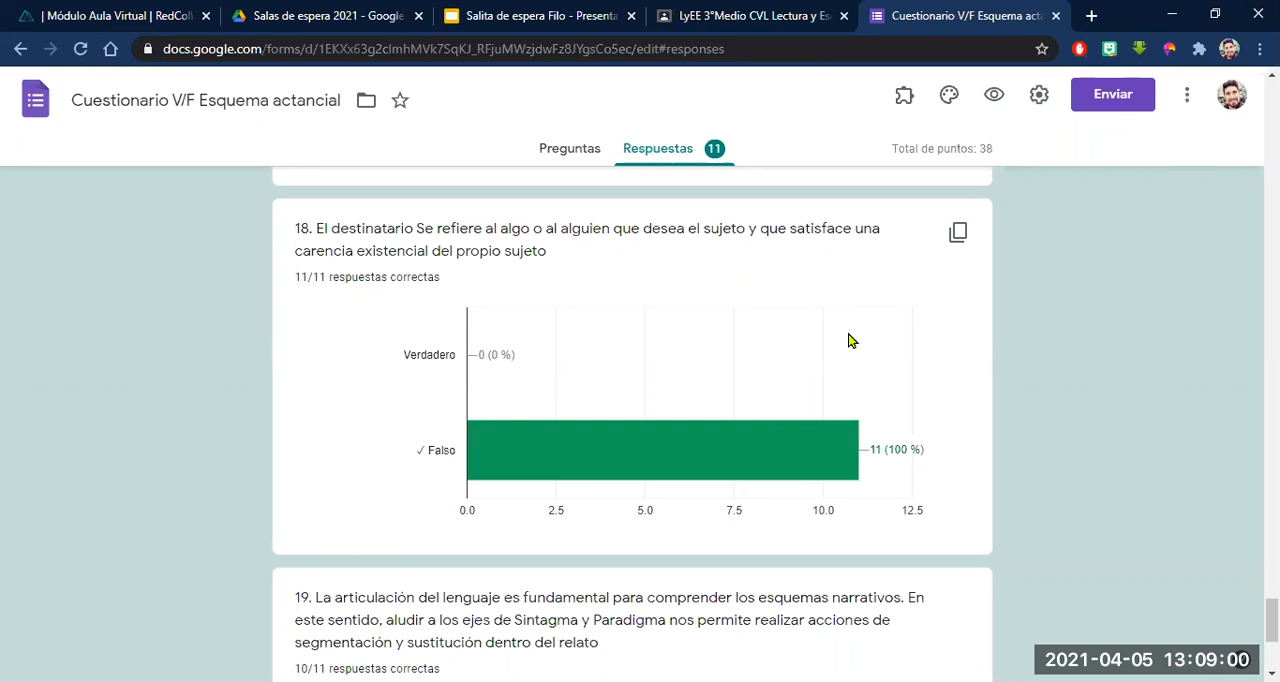 | Módulo Aula Virtual | RedColi
Salas de espera 2021 - Google
Salita de espera Filo - Presenta
LyEE 3°Medio CVL Lectura y Es
Cuestionario V/F Esquema acta
docs.google.com/forms/d/1EKXx63g2clmhMVk7SqKJ_RFjuMWzjdwFz8JYgsCo5ec/edit#responses
Cuestionario V/F Esquema actancial
Enviar
Preguntas
Respuestas
11
Total de puntos: 38
18. El destinatario Se refiere al algo o al alguien que desea el sujeto y que satisface una
carencia existencial del propio sujeto
11/11 respuestas correctas
Verdadero
0 (0 %)
✓ Falso
11 (100 %)
0.0 2.5 5.0 7.5 10.0 12.5
19. La articulación del lenguaje es fundamental para comprender los esquemas narrativos. En
este sentido, aludir a los ejes de Sintagma y Paradigma nos permite realizar acciones de
segmentación y sustitución dentro del relato
10/11 respuestas correctas
2021-04-05 13:09:00